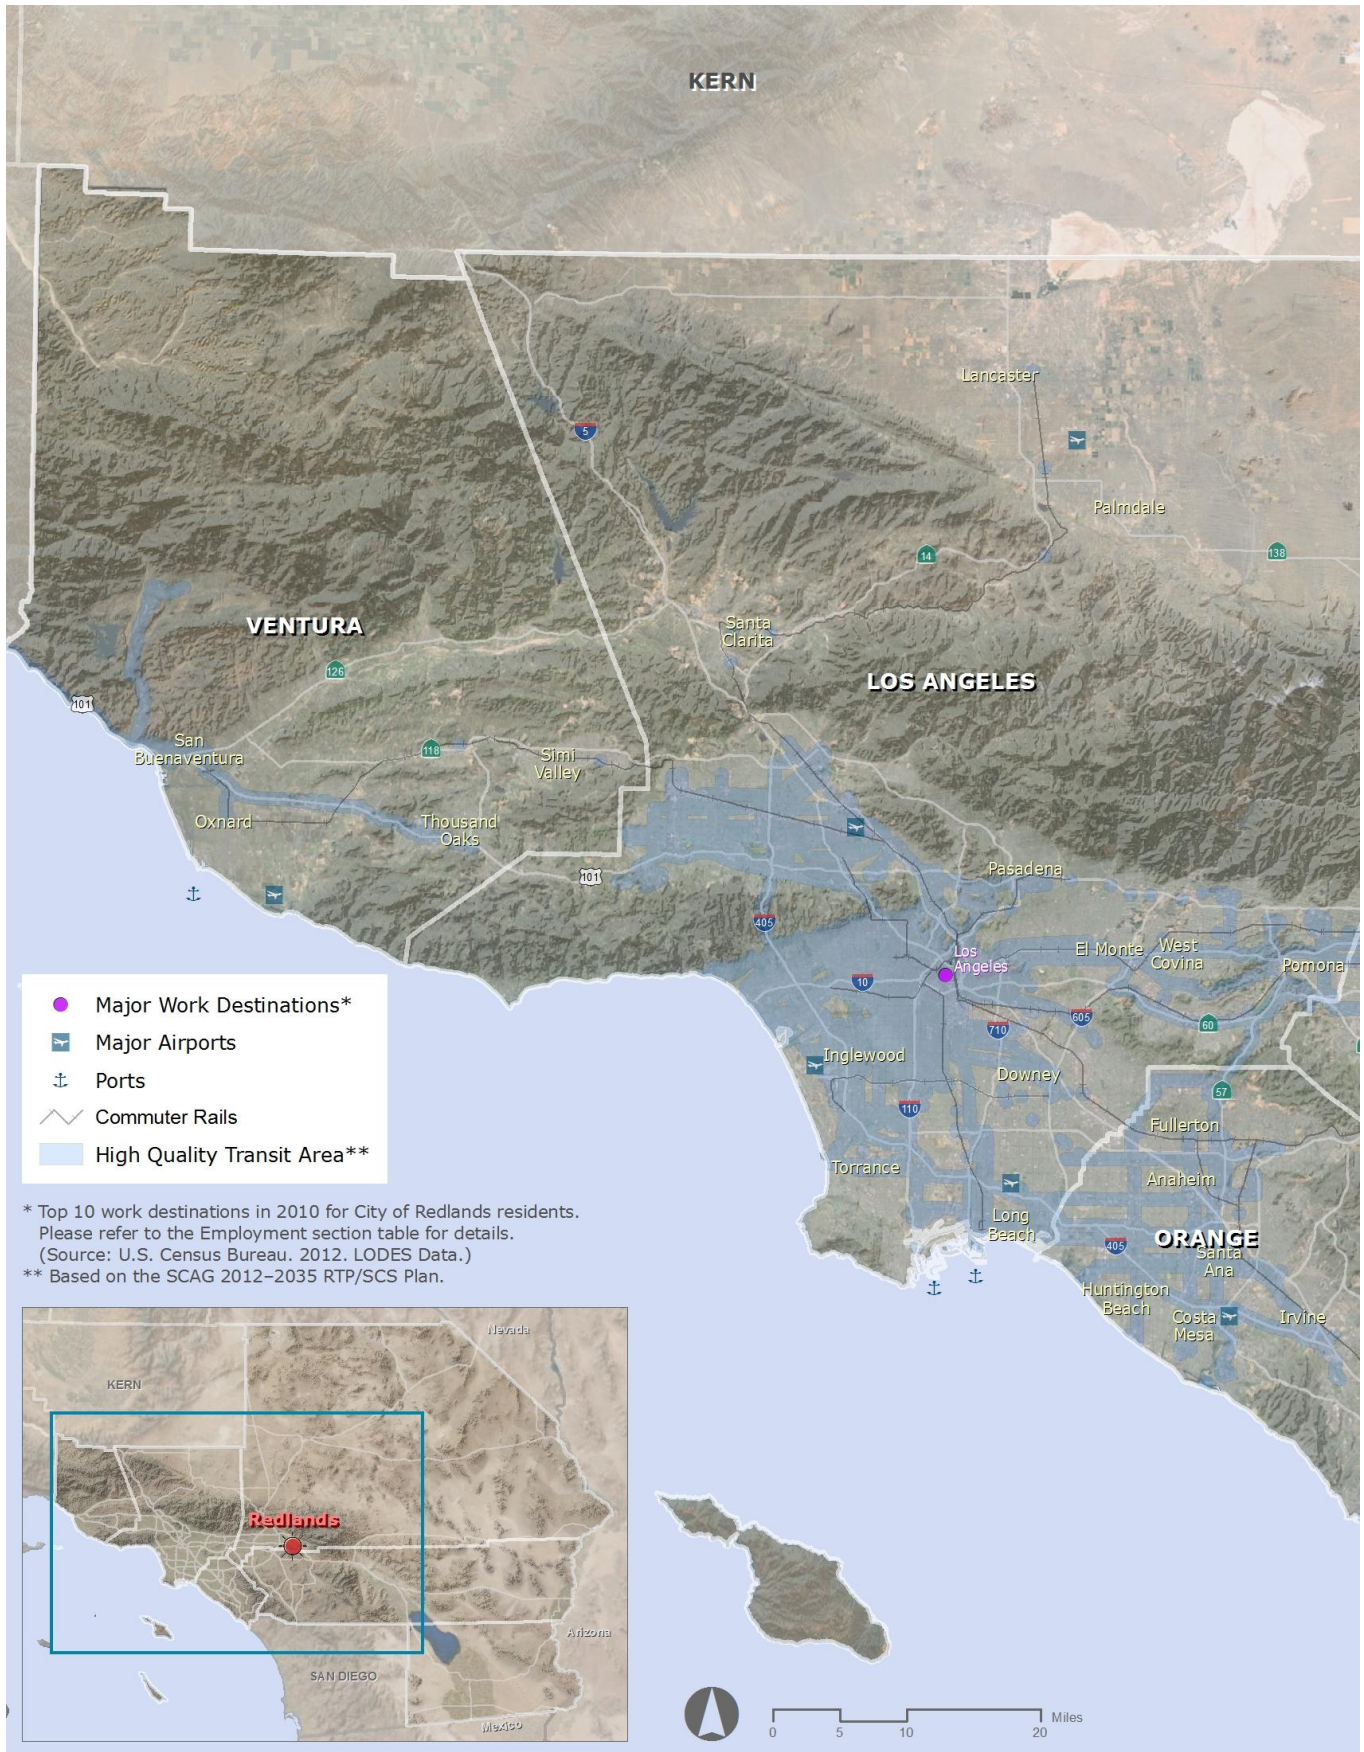 KERN
Lancaster
5
Palmdale
14
138
Santa
Clarita
VENTURA
126
LOS ANGELES
101
San
Buenaventura
118
Simi
Valley
Oxnard
Thousand
Oaks
101
Pasadena
405
Los
Angeles
El Monte
West
Covina
Pomona
10
710
605
60
Inglewood
Downey
57
110
Fullerton
Torrance
Anaheim
Long
Beach
405
ORANGE
Santa
Ana
Huntington
Beach
Costa
Mesa
Irvine
Major Work Destinations*
Major Airports
Ports
Commuter Rails
High Quality Transit Area**
* Top 10 work destinations in 2010 for City of Redlands residents.
Please refer to the Employment section table for details.
(Source: U.S. Census Bureau. 2012. LODES Data.)
** Based on the SCAG 2012–2035 RTP/SCS Plan.
Nevada
KERN
Redlands
Arizona
SAN DIEGO
Mexico
Miles
0 5 10 20